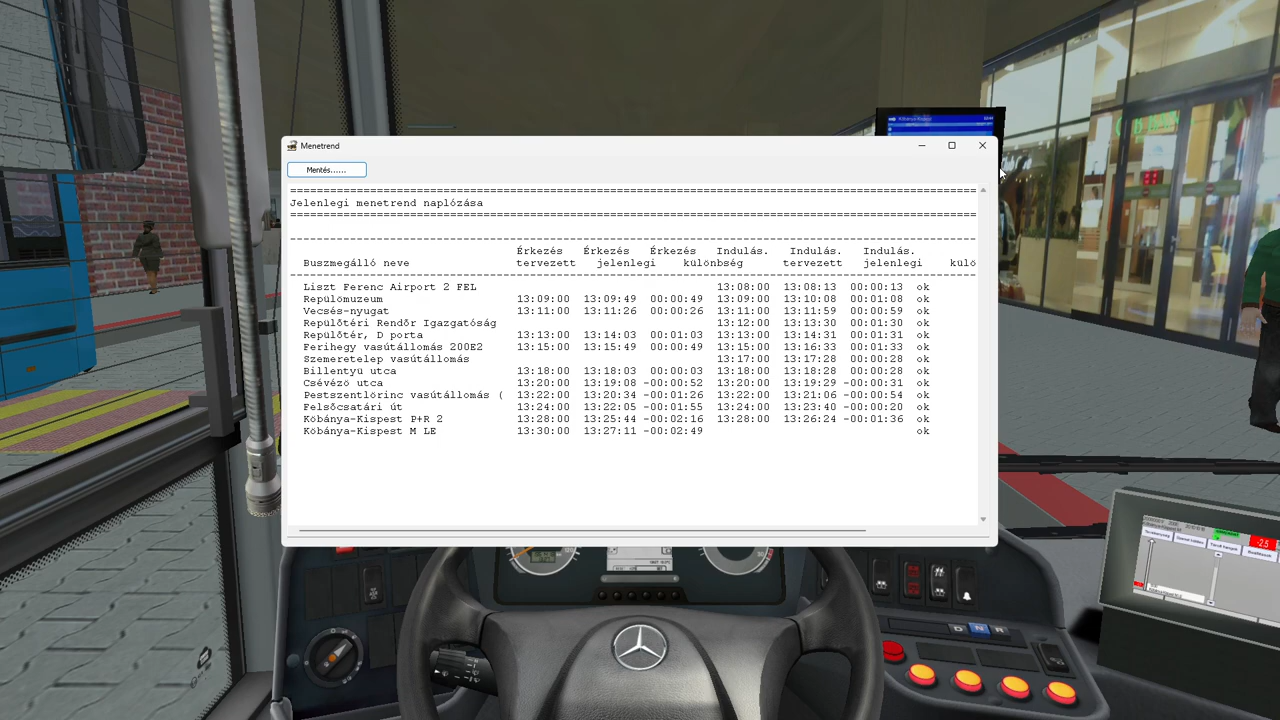 Menetrend
Mentés......
================================================================================
Jelenlegi menetrend naplózása
================================================================================
Érkezés Érkezés Érkezés Indulás. Indulás. Indulás.
Buszmegálló neve tervezett jelenlegi különbség tervezett jelenlegi külö
Liszt Ferenc Airport 2 FEL 13:08:00 13:08:13 00:00:13 ok
Repülömuzeum 13:09:00 13:09:49 00:00:49 13:09:00 13:10:08 00:01:08 ok
Vecsés-nyugat 13:11:00 13:11:26 00:00:26 13:11:00 13:11:59 00:00:59 ok
Repülőtéri Rendőr Igazgatóság 13:12:00 13:13:30 00:01:30 ok
Repülőtér, D porta 13:13:00 13:14:03 00:01:03 13:13:00 13:14:31 00:01:31 ok
Ferihegy vasútállomás 200E2 13:15:00 13:15:49 00:00:49 13:15:00 13:16:33 00:01:33 ok
Szemeretelep vasútállomás 13:17:00 13:17:28 00:00:28 ok
Billentyü utca 13:18:00 13:18:03 00:00:03 13:18:00 13:18:28 00:00:28 ok
Csévézö utca 13:20:00 13:19:08 -00:00:52 13:20:00 13:19:29 -00:00:31 ok
Pestszentlörinc vasútállomás ( 13:22:00 13:20:34 -00:01:26 13:22:00 13:21:06 -00:00:54 ok
Felsőcsatári út 13:24:00 13:22:05 -00:01:55 13:24:00 13:23:40 -00:00:20 ok
Köbánya-Kispest P+R 2 13:28:00 13:25:44 -00:02:16 13:28:00 13:26:24 -00:01:36 ok
Köbánya-Kispest M LE 13:30:00 13:27:11 -00:02:49 ok
D N R